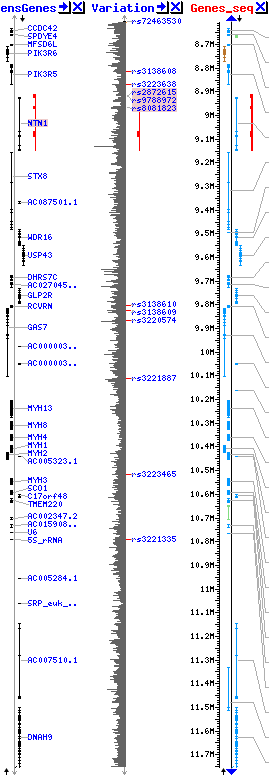 ensGenes Variation Genes_seq
rs72463530
CCDC42
SPDYE4
MFSD6L
8.7M
PIK3R6
PIK3R5
rs3138608
8.8M
rs3223638
8.9M
rs2872615
rs9788972
9M
rs8081823
NTN1
9.1M
STX8
9.2M
9.3M
AC087501.1
9.4M
WDR16
9.5M
USP43
9.6M
DHRS7C
9.7M
AC027045..
GLP2R
9.8M
RCVRN
rs3138610
rs3138609
rs3220574
GAS7
9.9M
AC000003..
10M
AC000003..
10.1M
rs3221887
10.2M
MYH13
MYH8
10.3M
MYH4
MYH1
10.4M
MYH2
AC005323.1
10.5M
rs3223465
MYH3
SCO1
C17orf48
10.6M
TMEM220
AC002347.2
10.7M
AC015908..
U6
5S_rRNA
rs3221335
10.8M
10.9M
AC005284.1
11M
SRP_euk_..
11.1M
11.2M
AC007510.1
11.3M
11.4M
11.5M
DNAH9
11.6M
11.7M